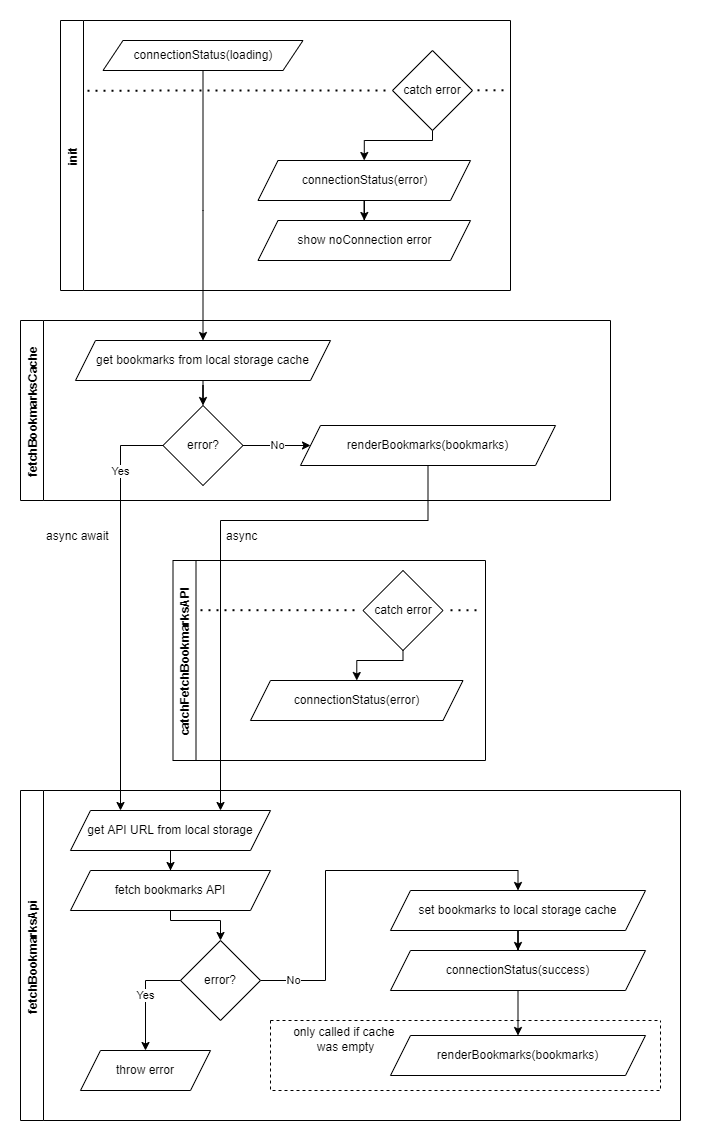 init
connectionStatus(loading)
catch error
connectionStatus(error)
show noConnection error
fetchBookmarksCache
get bookmarks from local storage cache
error?
No
renderBookmarks(bookmarks)
Yes
async await
async
catchFetchBookmarksAPI
catch error
connectionStatus(error)
fetchBookmarksApi
get API URL from local storage
fetch bookmarks API
set bookmarks to local storage cache
error?
No
connectionStatus(success)
Yes
only called if cache
was empty
renderBookmarks(bookmarks)
throw error